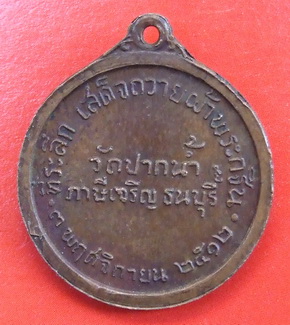 ที่ระลึก เสด็จถวายผ้าพระกฐิน
วัดปากน้ำ
ภาษีเจริญ ธนบุรี
๓ พฤศจิกายน ๒๕๑๒